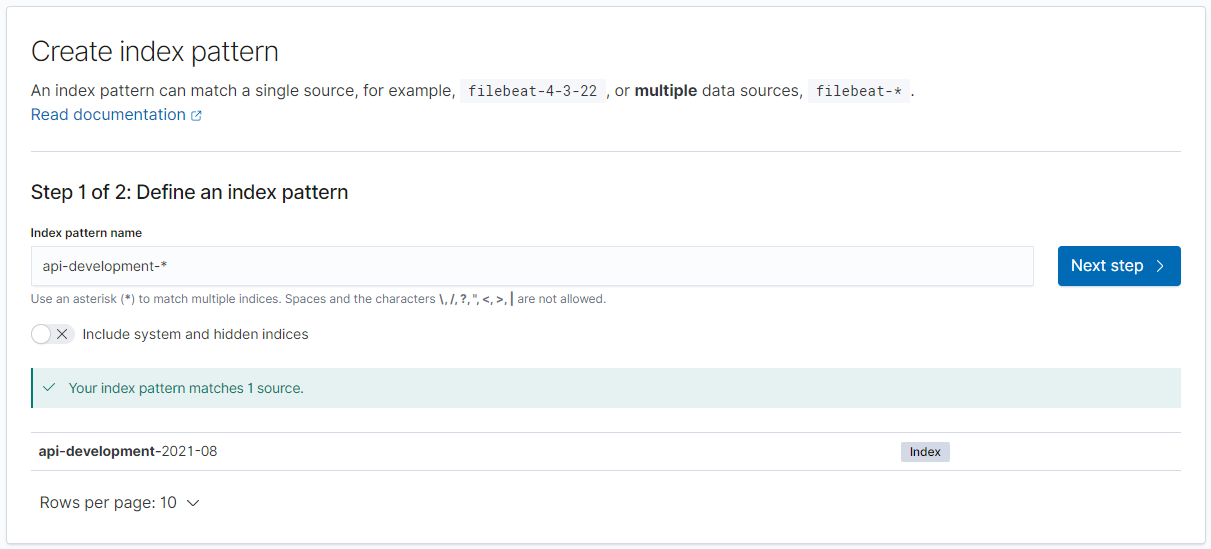 Create index pattern
An index pattern can match a single source, for example, filebeat-4-3-22 , or multiple data sources, filebeat-* .
Read documentation
Step 1 of 2: Define an index pattern
Index pattern name
api-development-*
Next step
Use an asterisk (*) to match multiple indices. Spaces and the characters \, /, ?, ", <, >, | are not allowed.
Include system and hidden indices
Your index pattern matches 1 source.
api-development-2021-08 Index
Rows per page: 10